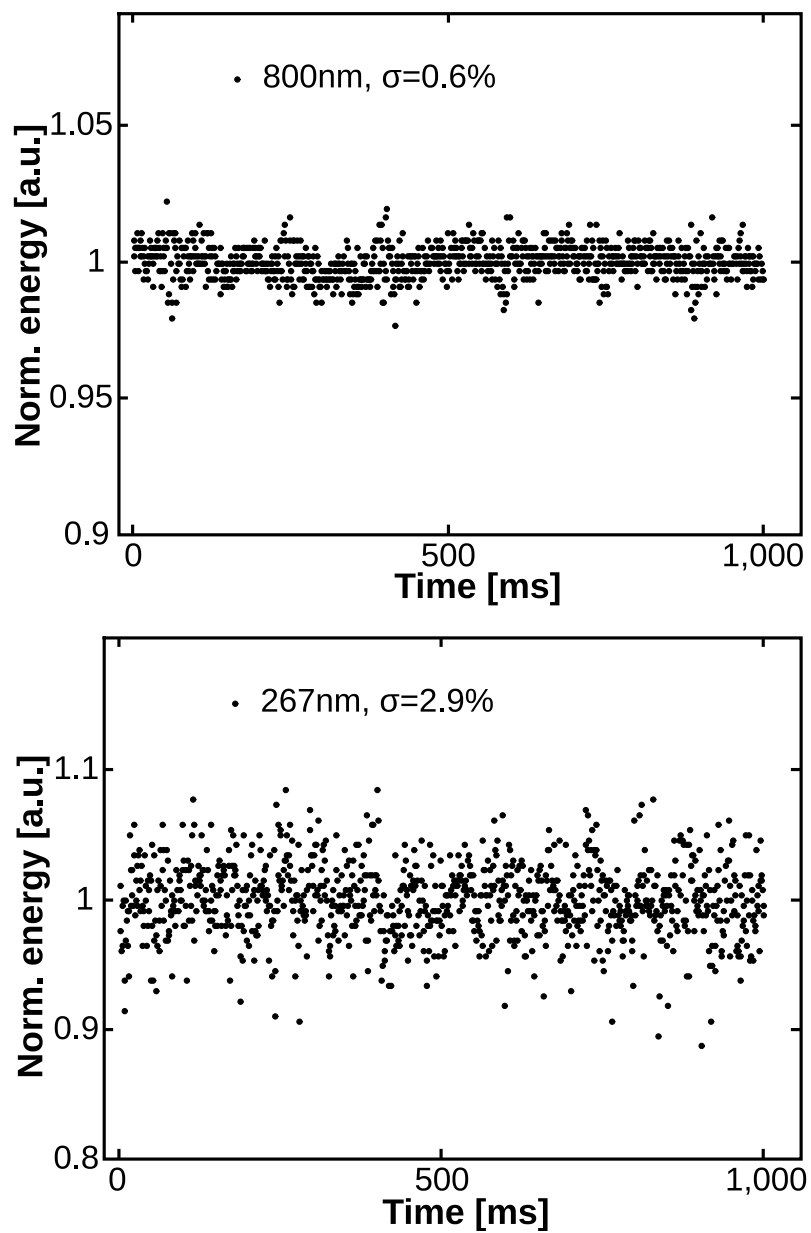 800nm, σ=0.6%
1.05
1
0.95
0.9
Norm. energy [a.u.]
0 500 1,000
Time [ms]
267nm, σ=2.9%
1.1
1
0.9
0.8
Norm. energy [a.u.]
0 500 1,000
Time [ms]